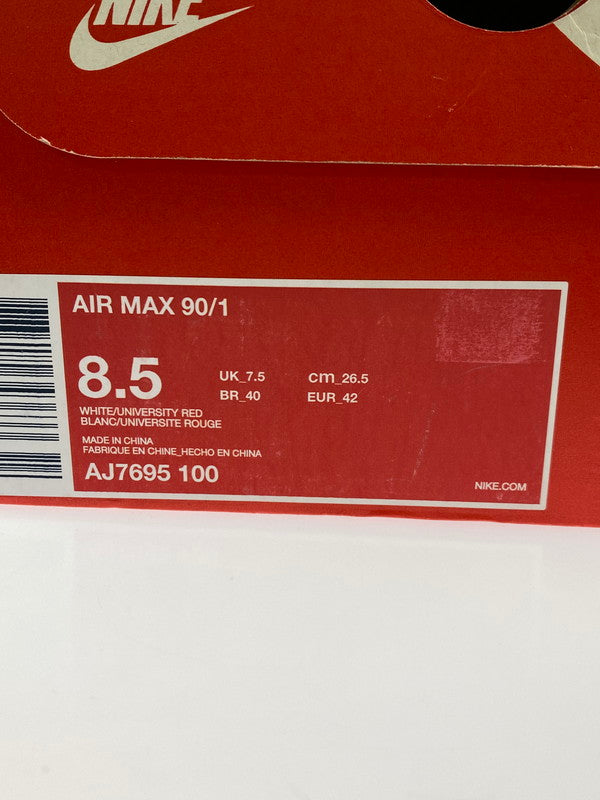 NIKE
AIR MAX 90/1
8.5 UK_7.5 cm_26.5
BR_40 EUR_42
WHITE/UNIVERSITY RED
BLANC/UNIVERSITE ROUGE
MADE IN CHINA
FABRIQUE EN CHINE_HECHO EN CHINA
AJ7695 100
NIKE.COM